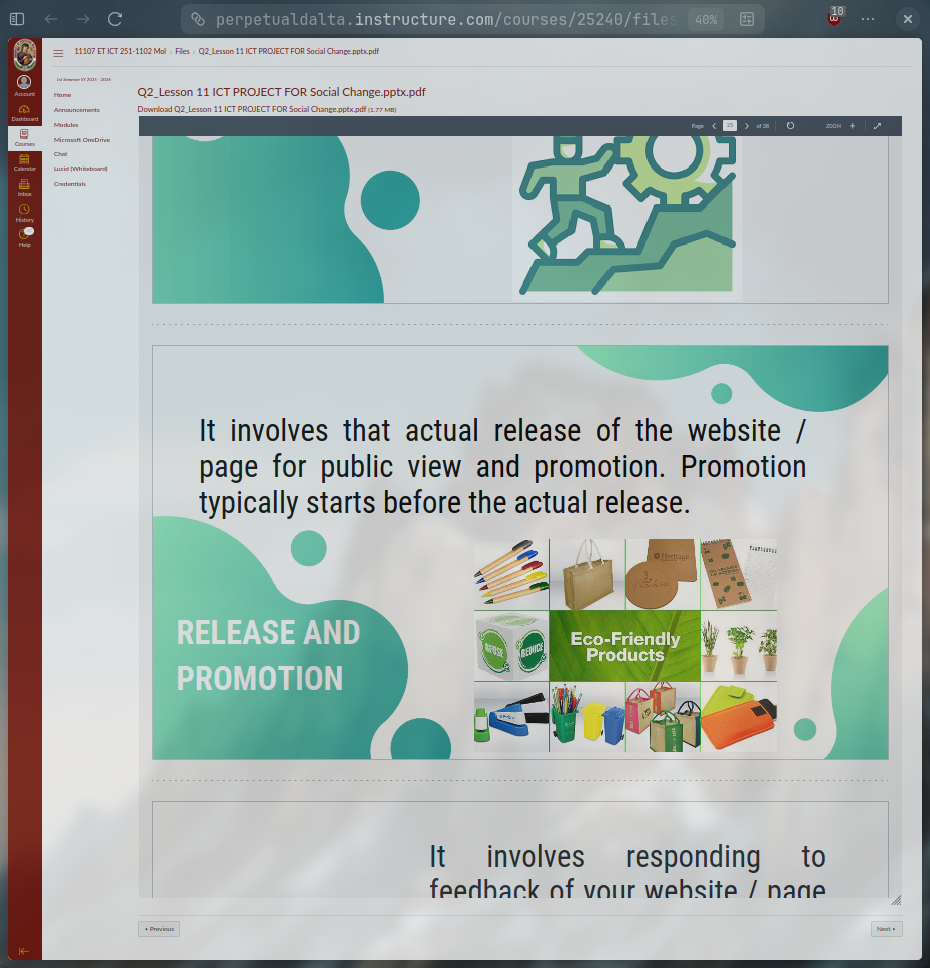 perpetualdalta.instructure.com/courses/25240/files
40%
10
11107 ET ICT 251-1102 Mol › Files › Q2_Lesson 11 ICT PROJECT FOR Social Change.pptx.pdf
1st Semester SY 2025 - 2026
Home
Announcements
Modules
Microsoft OneDrive
Chat
Lucid (Whiteboard)
Credentials
Account
Dashboard
Courses
Calendar
Inbox
History
Help
Q2_Lesson 11 ICT PROJECT FOR Social Change.pptx.pdf
Download Q2_Lesson 11 ICT PROJECT FOR Social Change.pptx.pdf (1.77 MB)
Page < 25 > of 38 ZOOM +
It involves that actual release of the website /
page for public view and promotion. Promotion
typically starts before the actual release.
RELEASE AND
PROMOTION
Heritage
REFUSE
REDUCE
Eco-Friendly
Products
It involves responding to
feedback of your website / page
◂ Previous
Next ▸